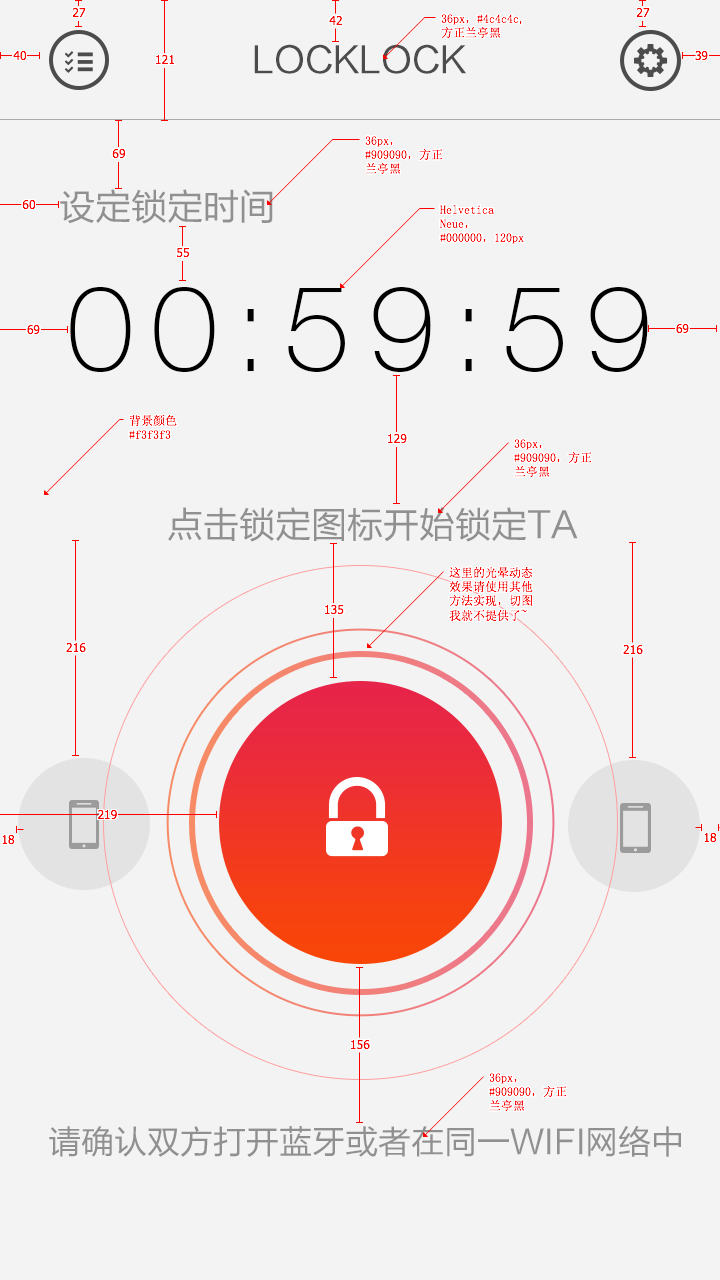 27
42
27
36px，#4c4c4c,
方正兰亭黑
40
121
LOCKLOCK
39
69
36px，
#909090，方正
兰亭黑
60
设定锁定时间
Helvetica
Neue，
#000000，120px
55
69
00:59:59
69
背景颜色
#f3f3f3
129
36px，
#909090，方正
兰亭黑
点击锁定图标开始锁定TA
这里的光晕动态
效果请使用其他
方法实现，切图
我就不提供了~
135
216
216
219
18
18
156
36px，
#909090，方正
兰亭黑
请确认双方打开蓝牙或者在同一WIFI网络中